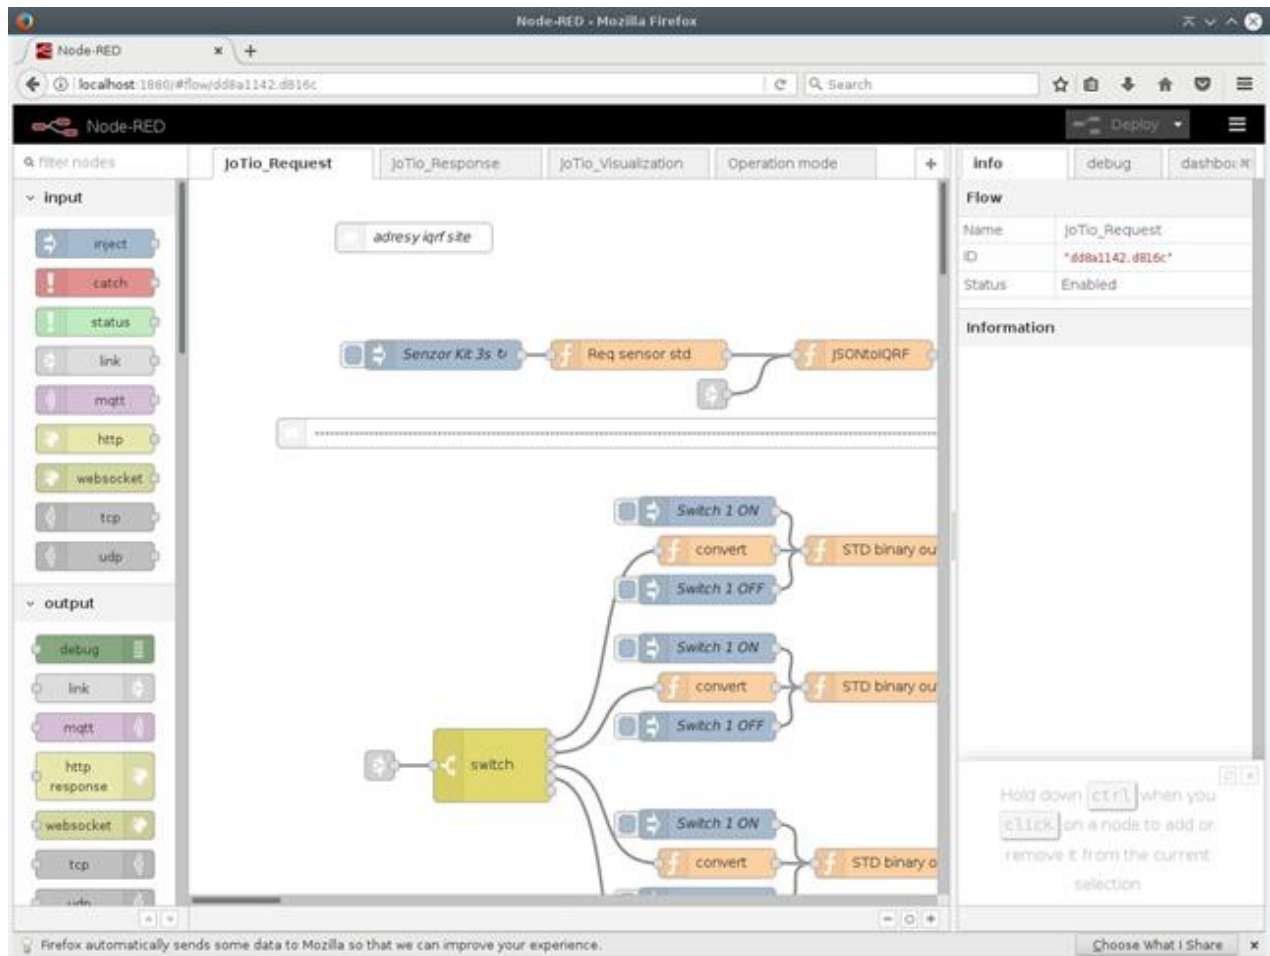 Node-RED - Mozilla Firefox
Node-RED
localhost:1880/#flow/dd8a1142.d816c
Search
Node-RED
Deploy
filter nodes
JoTio_Request
JoTio_Response
JoTio_Visualization
Operation mode
info
debug
dashboa
input
Flow
inject
adresy iqrf site
Name
JoTio_Request
ID
"dd8a1142.d816c"
catch
Status
Enabled
status
Information
link
Senzor Kit 3s ↻
Req sensor std
JSONtoIQRF
mqtt
http
websocket
tcp
Switch 1 ON
udp
convert
STD binary ou
Switch 1 OFF
output
debug
Switch 1 ON
link
convert
STD binary ou
mqtt
Switch 1 OFF
http
response
switch
Hold down ctrl when you
click on a node to add or
remove it from the current
selection
websocket
Switch 1 ON
tcp
convert
STD binary o
udp
Firefox automatically sends some data to Mozilla so that we can improve your experience.
Choose What I Share